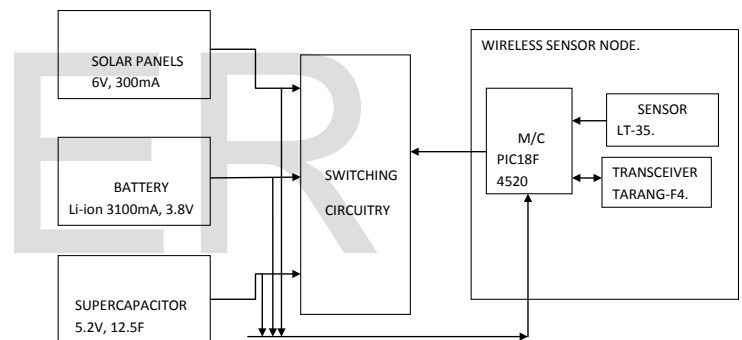 SOLAR PANELS
6V, 300mA
BATTERY
Li-ion 3100mA, 3.8V
SUPERCAPACITOR
5.2V, 12.5F
SWITCHING
CIRCUITRY
WIRELESS SENSOR NODE.
M/C
PIC18F
4520
SENSOR
LT-35.
TRANSCEIVER
TARANG-F4.
ER